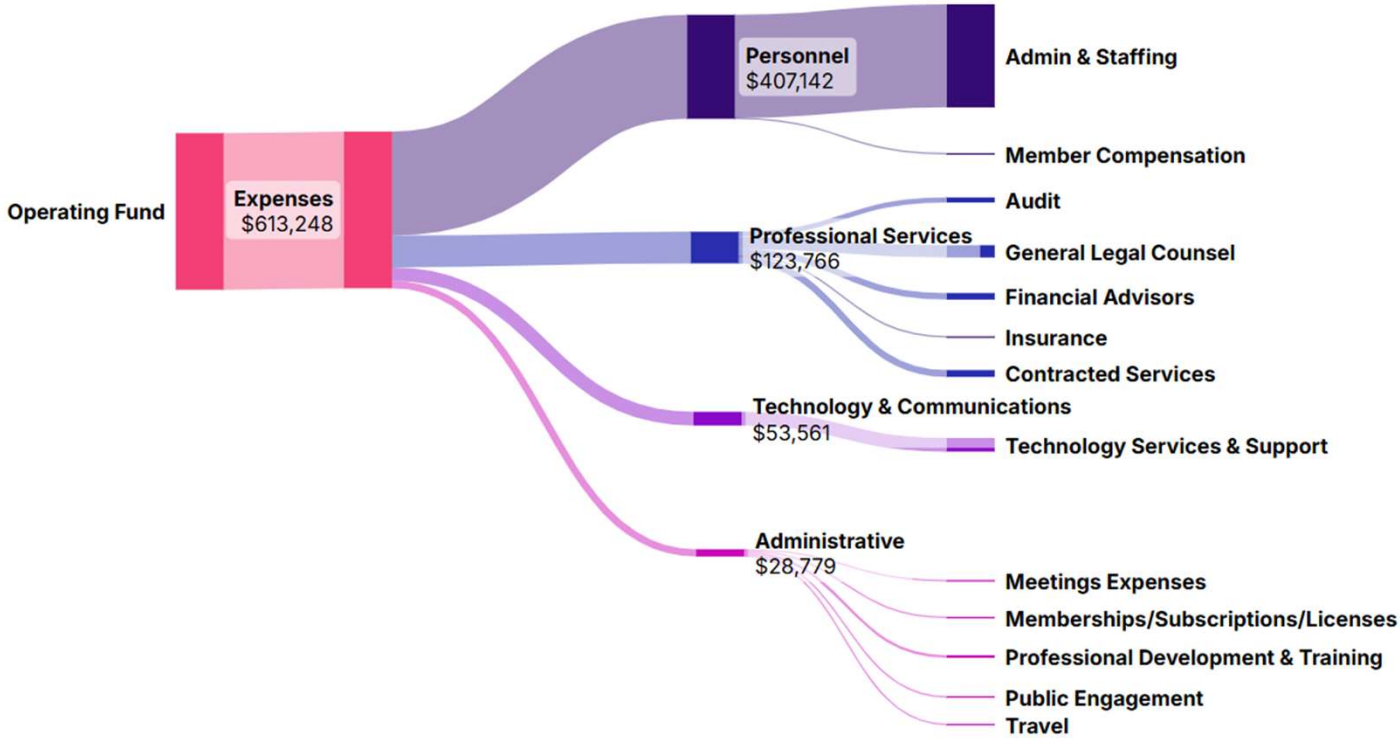 Operating Fund
Expenses
$613,248
Personnel
$407,142
Admin & Staffing
Member Compensation
Professional Services
$123,766
Audit
General Legal Counsel
Financial Advisors
Insurance
Contracted Services
Technology & Communications
$53,561
Technology Services & Support
Administrative
$28,779
Meetings Expenses
Memberships/Subscriptions/Licenses
Professional Development & Training
Public Engagement
Travel